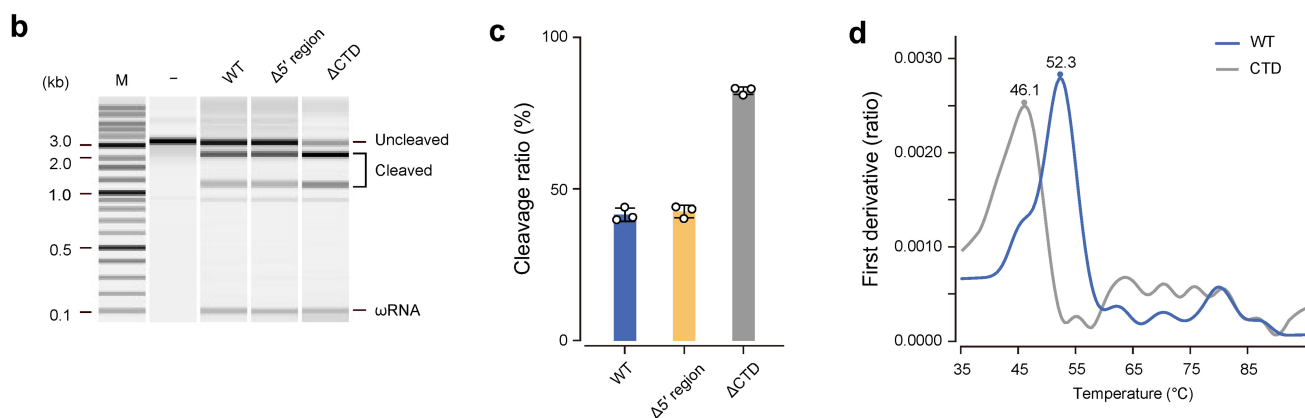 b
(kb)
M
–
WT
Δ5′ region
ΔCTD
3.0
2.0
1.0
0.5
0.1
Uncleaved
Cleaved
ωRNA
c
Cleavage ratio (%)
100
50
0
WT
Δ5′ region
ΔCTD
d
First derivative (ratio)
0.0030
0.0020
0.0010
0.0000
46.1
52.3
WT
CTD
35
45
55
65
75
85
Temperature (°C)